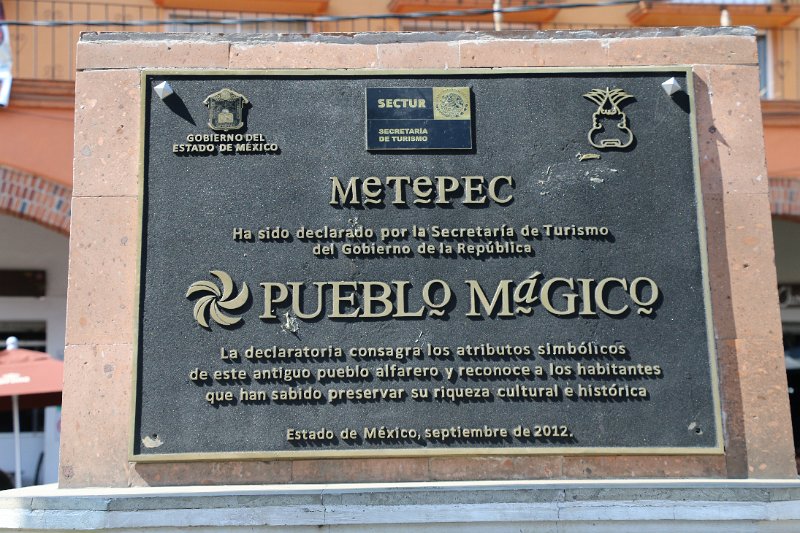 GOBIERNO DEL
ESTADO DE MÉXICO
SECTUR
SECRETARÍA
DE TURISMO
MeTePEC
Ha sido declarado por la Secretaría de Turismo
del Gobierno de la República
PUEBLO MáGICO
La declaratoria consagra los atributos simbólicos
de este antiguo pueblo alfarero y reconoce a los habitantes
que han sabido preservar su riqueza cultural e histórica
Estado de México, septiembre de 2012.